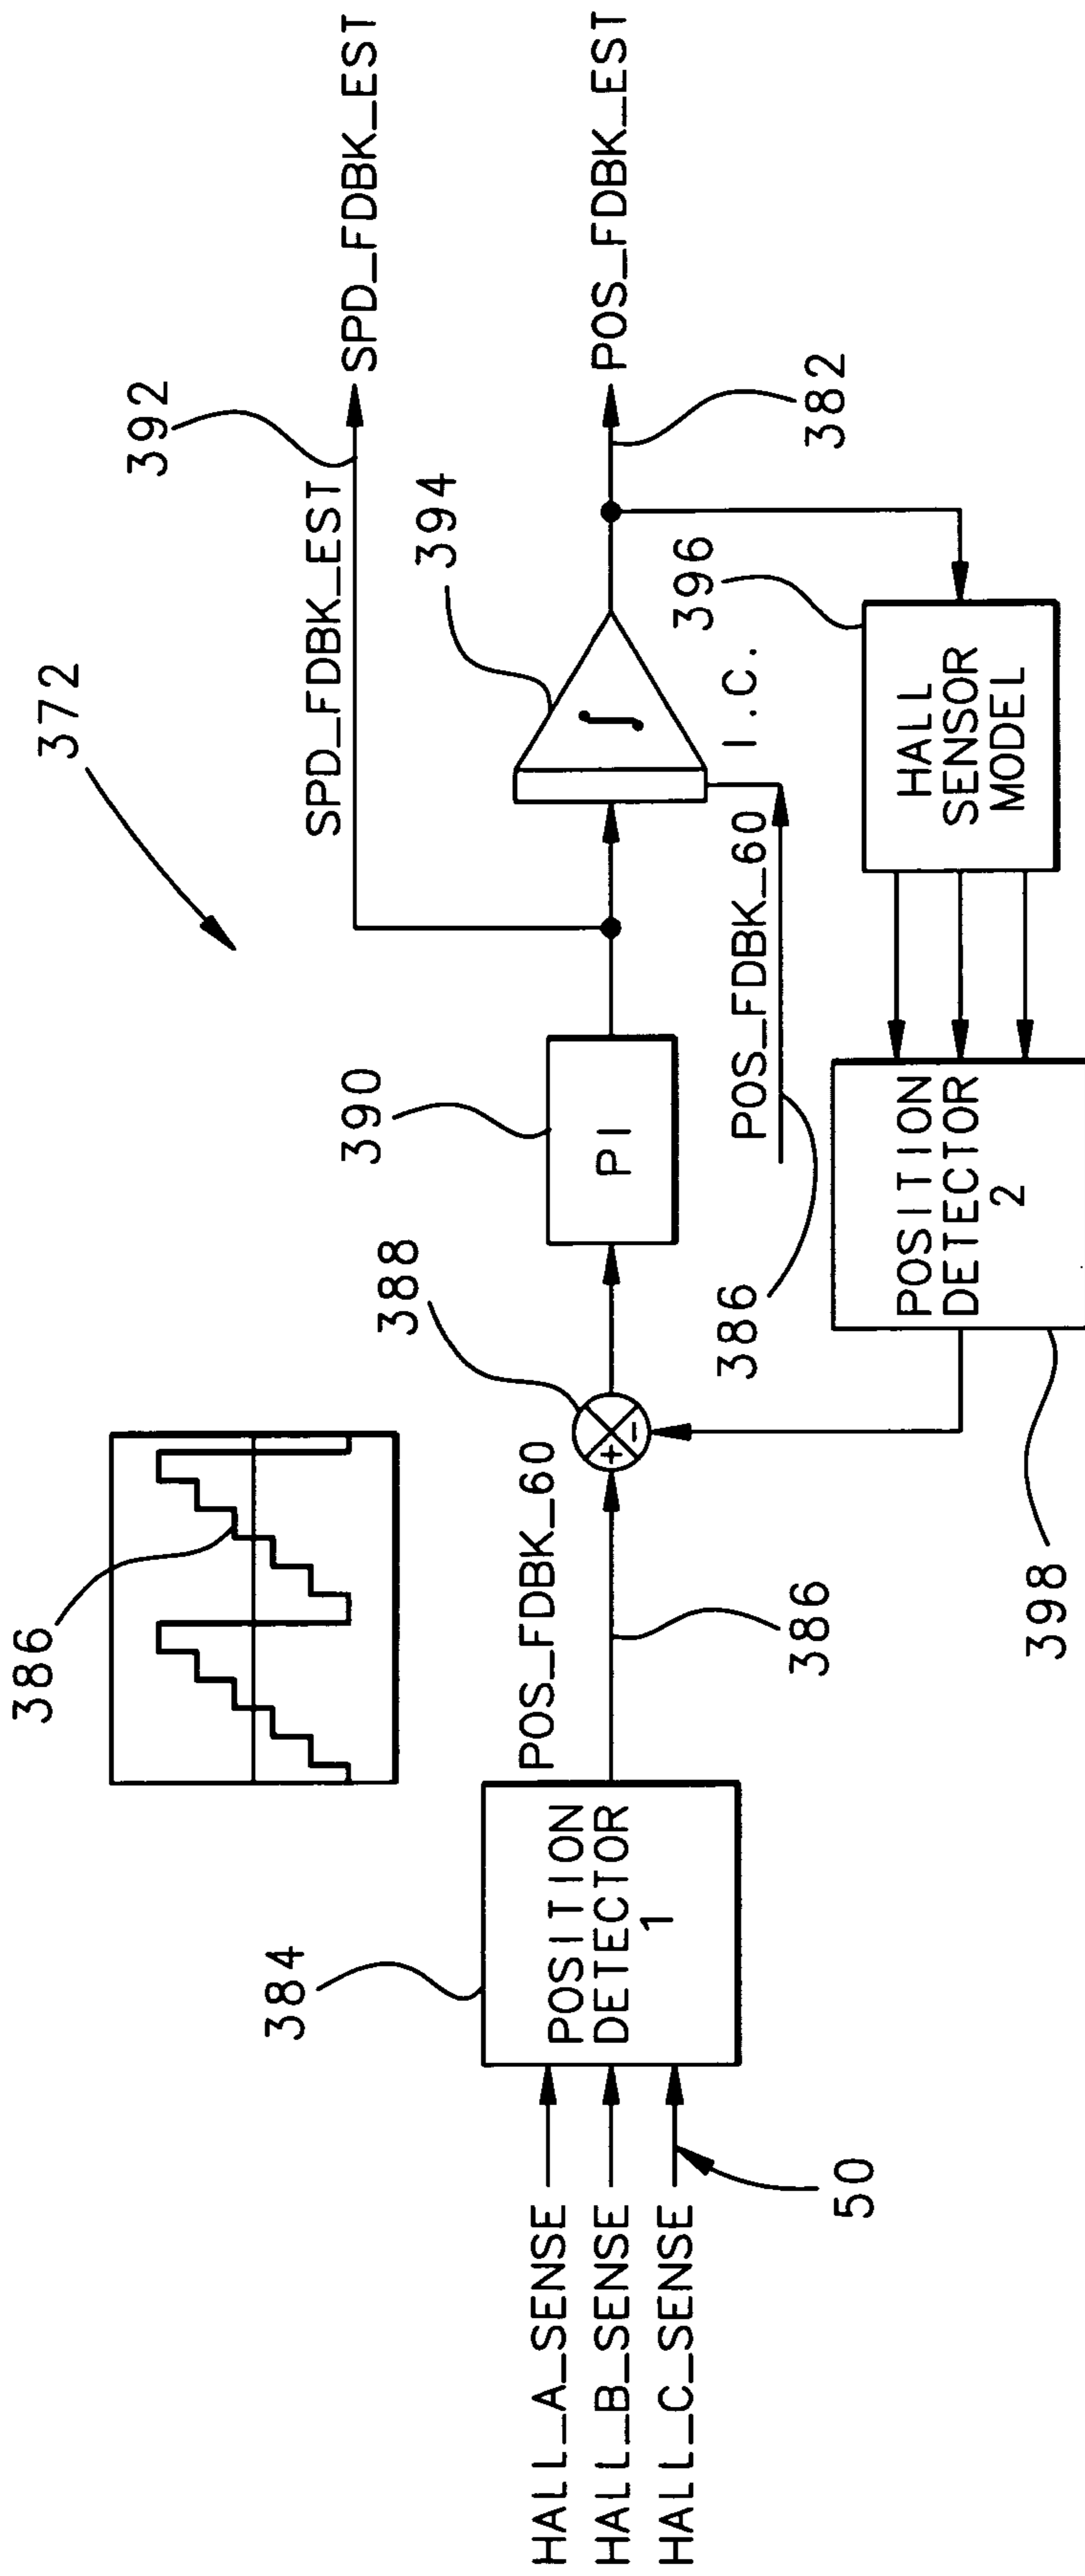 372
392
SPD_FDBK_EST
SPD_FDBK_EST
386
384
388
390
394
HALL_A_SENSE
HALL_B_SENSE
HALL_C_SENSE
50
POSITION
DETECTOR
1
POS_FDBK_60
386
+
-
PI
∫
I.C.
POS_FDBK_60
386
POS_FDBK_EST
382
396
HALL
SENSOR
MODEL
POSITION
DETECTOR
2
398